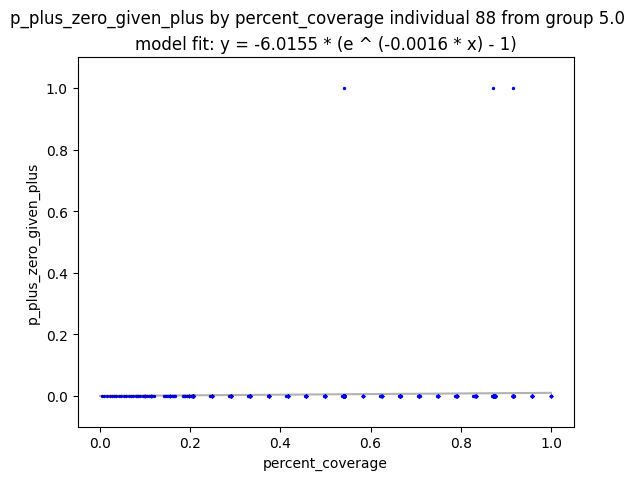 p_plus_zero_given_plus by percent_coverage individual 88 from group 5.0
model fit: y = -6.0155 * (e ^ (-0.0016 * x) - 1)
p_plus_zero_given_plus
1.0
0.8
0.6
0.4
0.2
0.0
0.0 0.2 0.4 0.6 0.8 1.0
percent_coverage